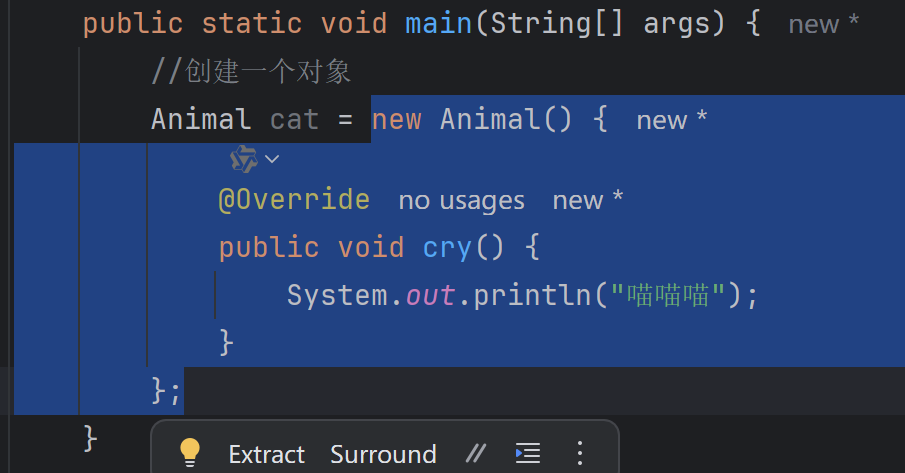 public static void main(String[] args) { new *
//创建一个对象
Animal cat = new Animal() { new *
@Override no usages new *
public void cry() {
System.out.println("喵喵喵");
}
};
}
Extract Surround //